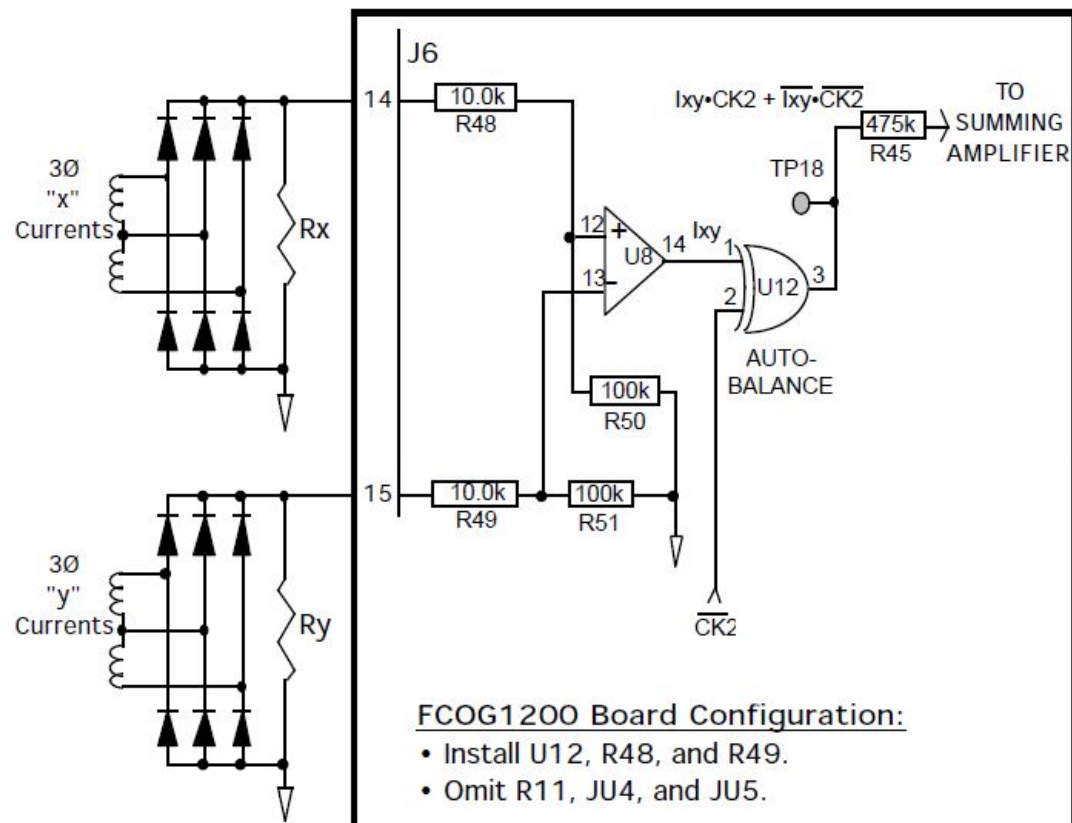 J6
14
10.0k
R48
Ixy•CK2 + Ixy•CK2
475k
R45
TO
SUMMING
AMPLIFIER
TP18
3Ø
"x"
Currents
Rx
12
+
U8
13
–
14
Ixy
1
2
U12
3
AUTO-
BALANCE
100k
R50
15
10.0k
R49
100k
R51
CK2
3Ø
"y"
Currents
Ry
FCOG1200 Board Configuration:
• Install U12, R48, and R49.
• Omit R11, JU4, and JU5.